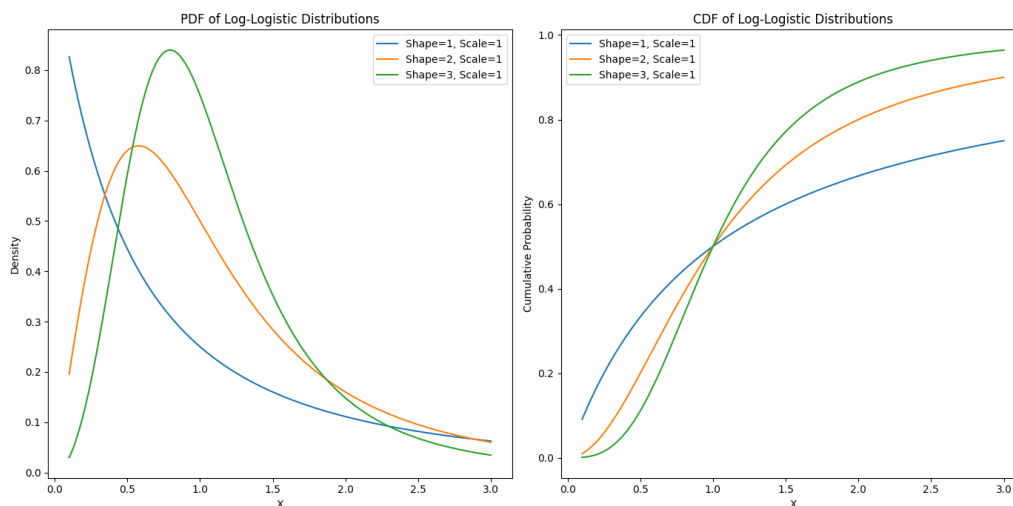 PDF of Log-Logistic Distributions
Density
0.8
0.7
0.6
0.5
0.4
0.3
0.2
0.1
0.0
Shape=1, Scale=1
Shape=2, Scale=1
Shape=3, Scale=1
0.0 0.5 1.0 1.5 2.0 2.5 3.0
x
CDF of Log-Logistic Distributions
Cumulative Probability
1.0
0.8
0.6
0.4
0.2
0.0
Shape=1, Scale=1
Shape=2, Scale=1
Shape=3, Scale=1
0.0 0.5 1.0 1.5 2.0 2.5 3.0
x